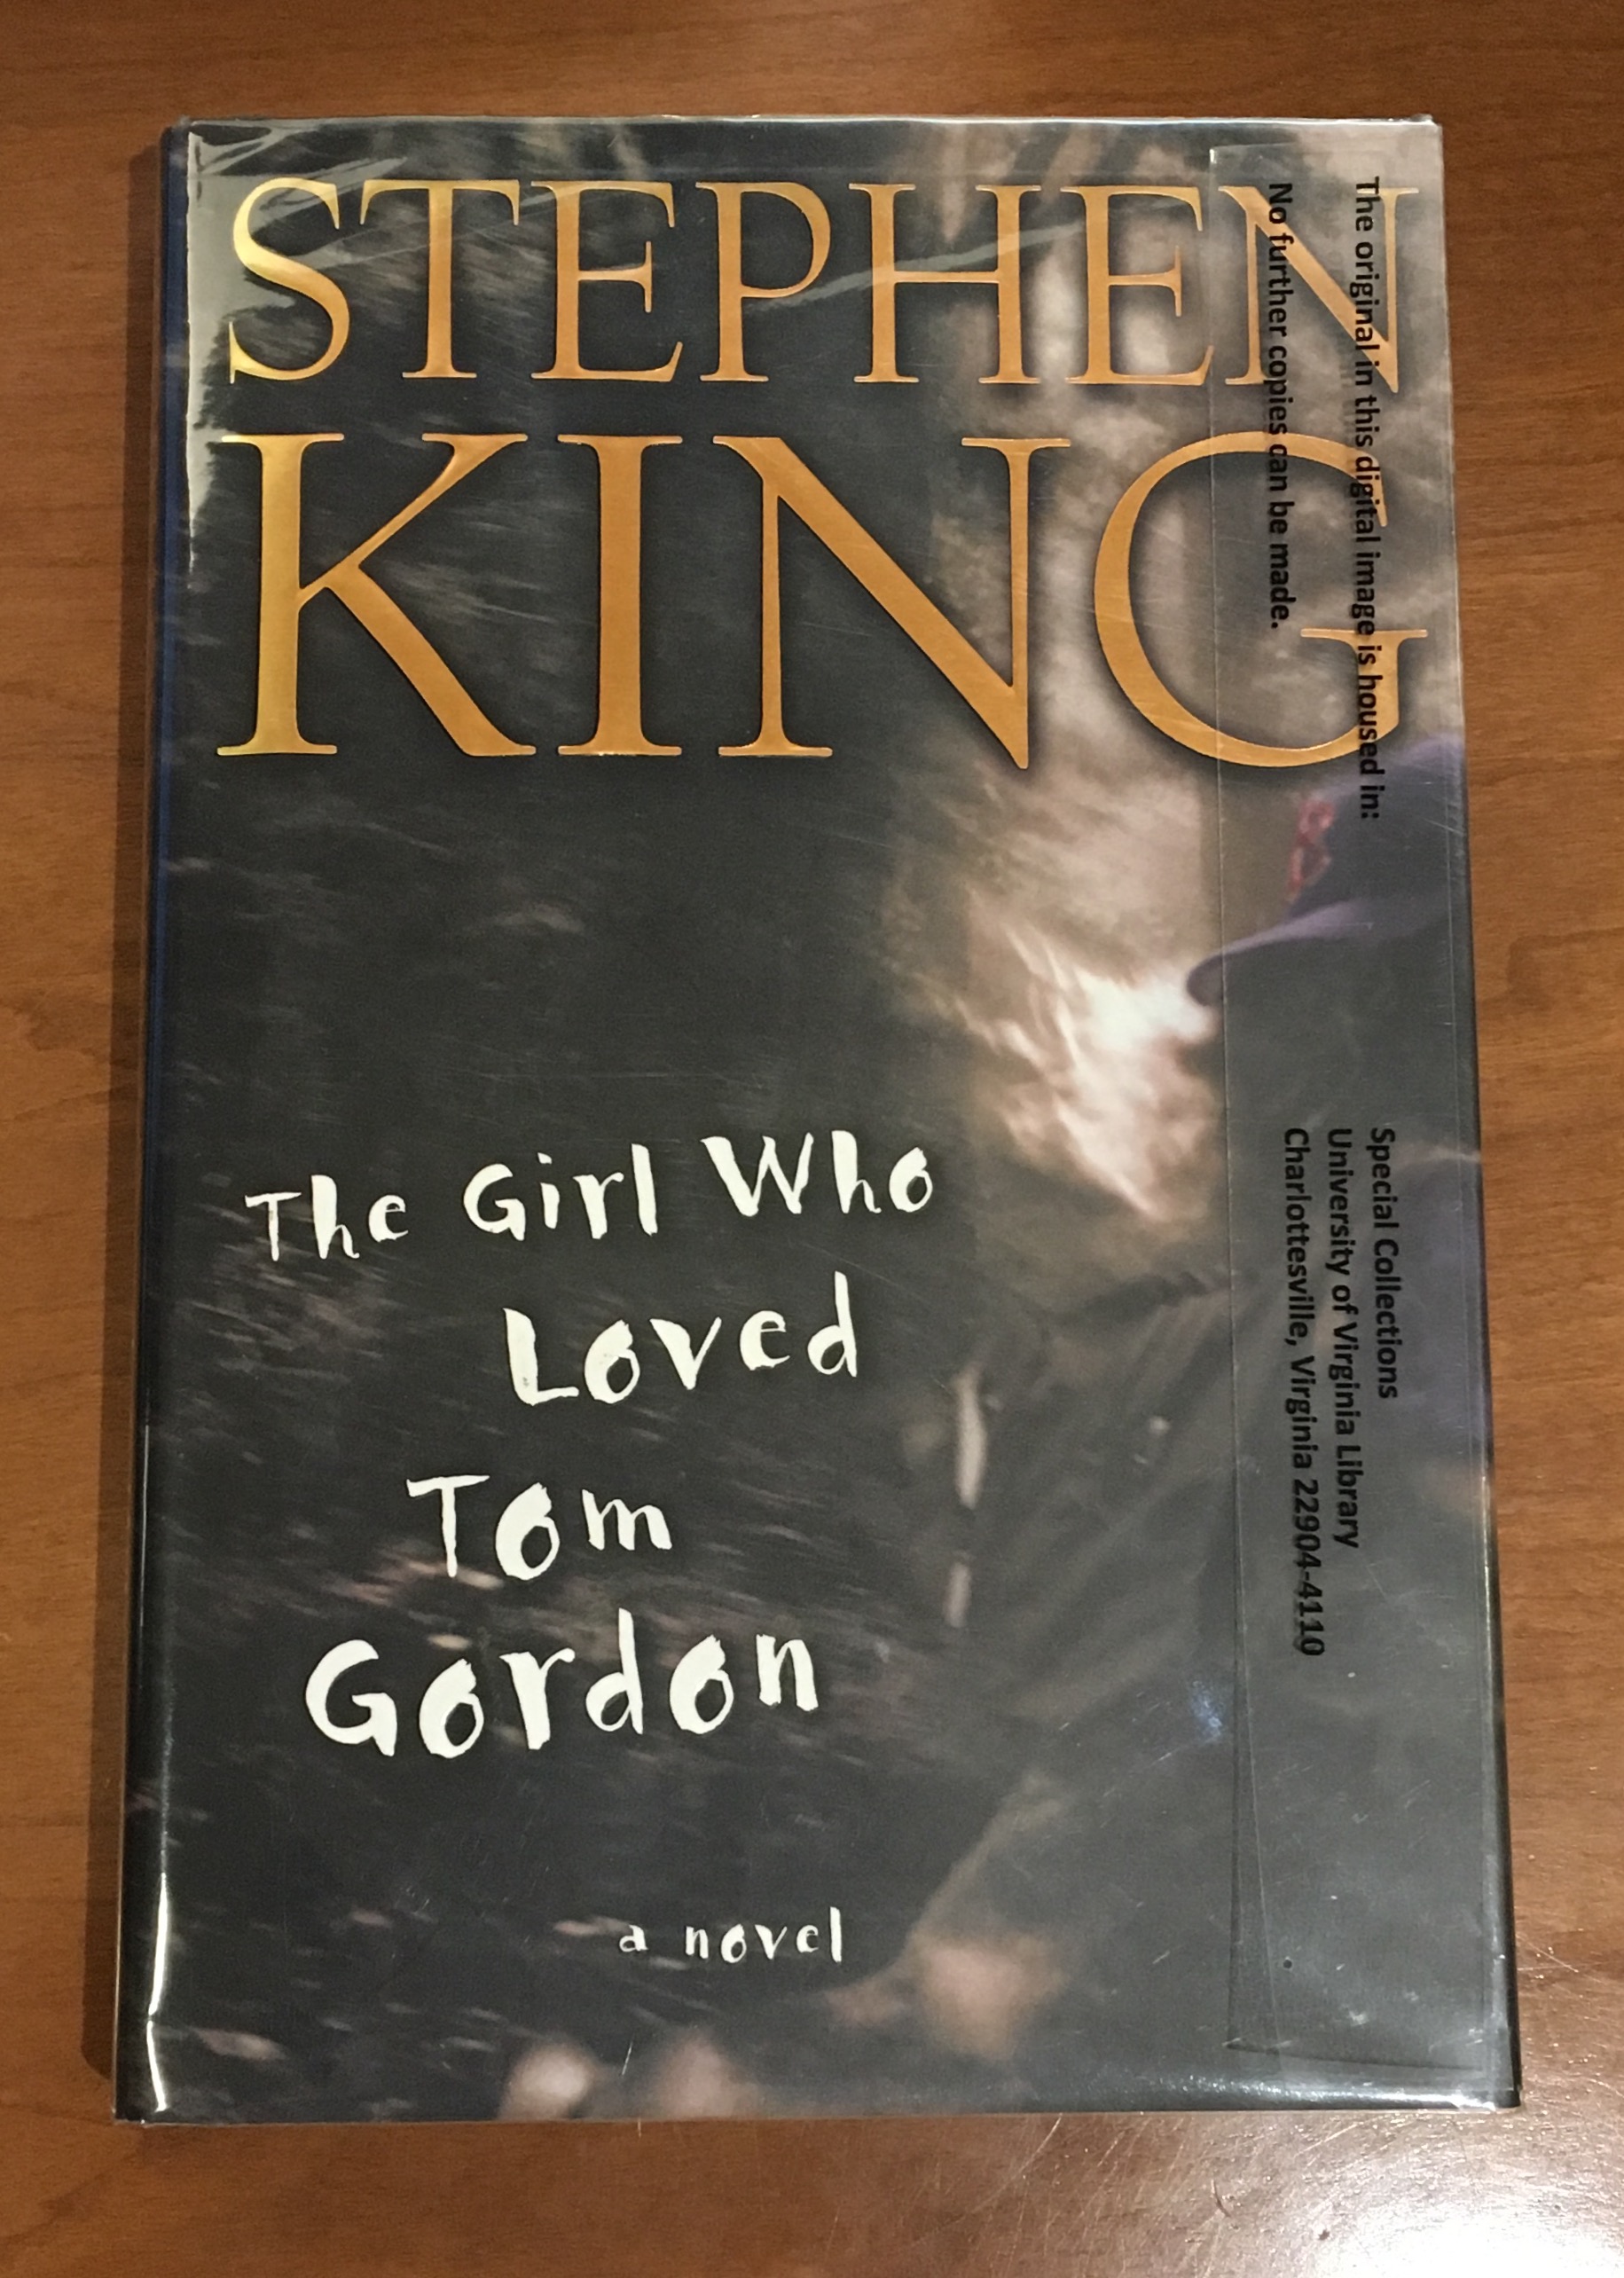 STEPHEN
KING
The Girl Who
Loved
Tom
Gordon
a novel
The original in this digital image is housed in:
No further copies can be made.
Special Collections
University of Virginia Library
Charlottesville, Virginia 22904-4110